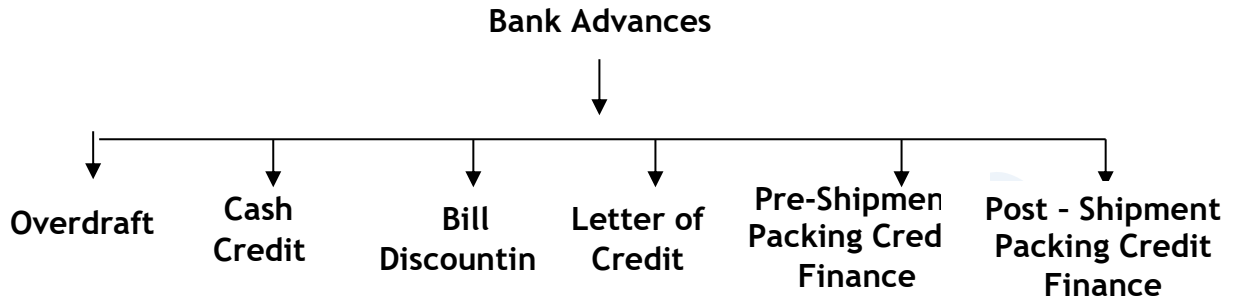 Bank Advances
Overdraft
Cash
Credit
Bill
Discountin
Letter of
Credit
Pre-Shipmen
Packing Cred
Finance
Post - Shipment
Packing Credit
Finance